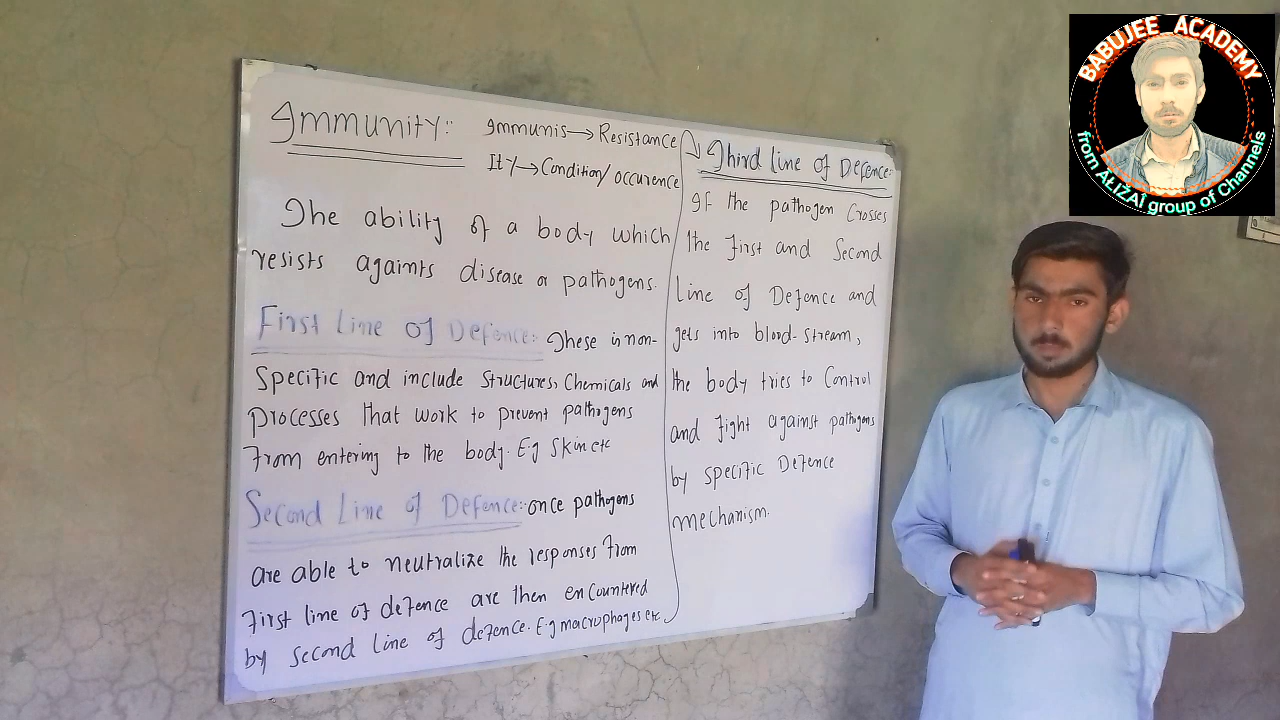 Immunity:
Immunis → Resistance
Ity → Condition/occurence
The ability of a body which
resists againts disease or pathogens.
First Line of Defence:- These is non-
Specific and include Structures, Chemicals and
processes that work to prevent pathogens
From entering to the body. E.g Skin etc
Second Line of Defence:- once pathogens
are able to neutralize the responses from
First line of defence are then encountered
by second line of defence. E.g macrophages etc
Third Line of Defence:-
If the pathogen Crosses
the First and Second
Line of Defence and
gets into blood-stream,
the body tries to Control
and fight against pathogens
by specific Defence
mechanism.
BABUJEE ACADEMY
from ALIZAI group of Channels